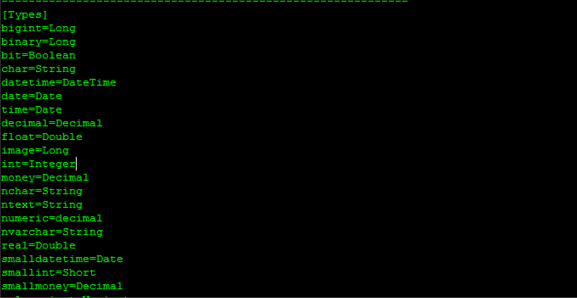 [Types]
bigint=Long
binary=Long
bit=Boolean
char=String
datetime=DateTime
date=Date
time=Date
decimal=Decimal
float=Double
image=Long
int=Integer
money=Decimal
nchar=String
ntext=String
numeric=decimal
nvarchar=String
real=Double
smalldatetime=Date
smallint=Short
smallmoney=Decimal